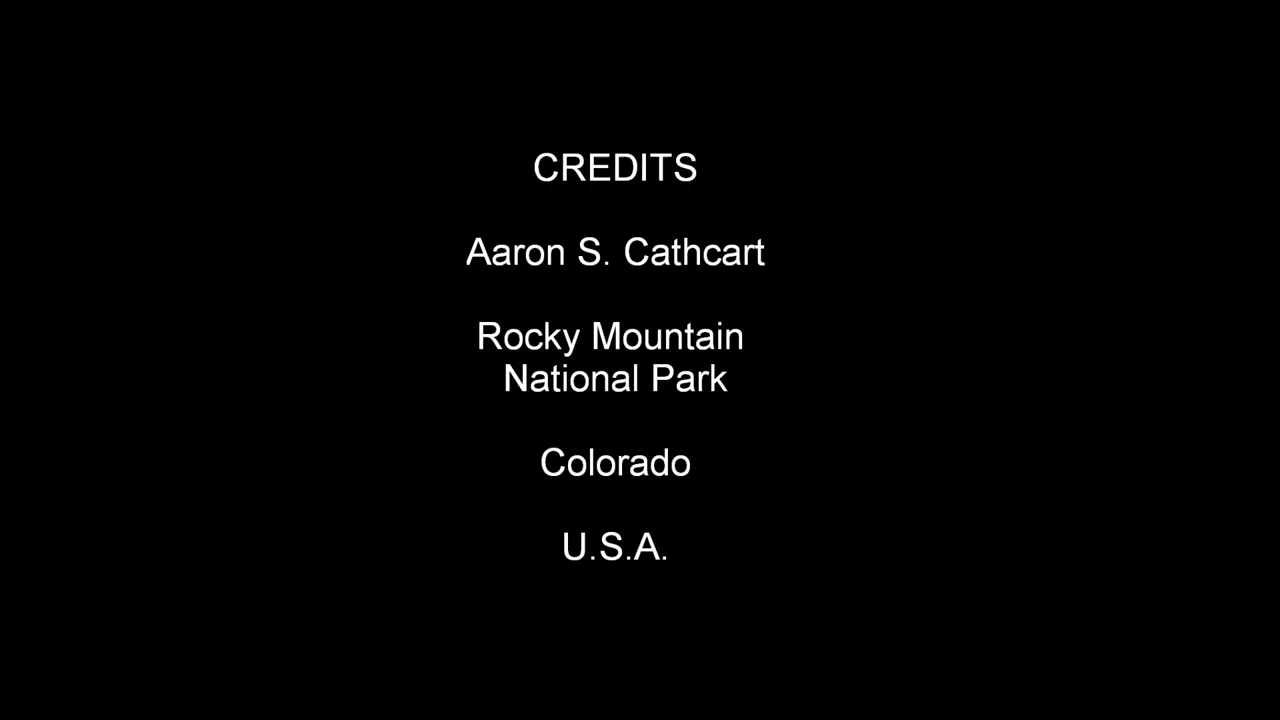 CREDITS
Aaron S. Cathcart
Rocky Mountain
National Park
Colorado
U.S.A.